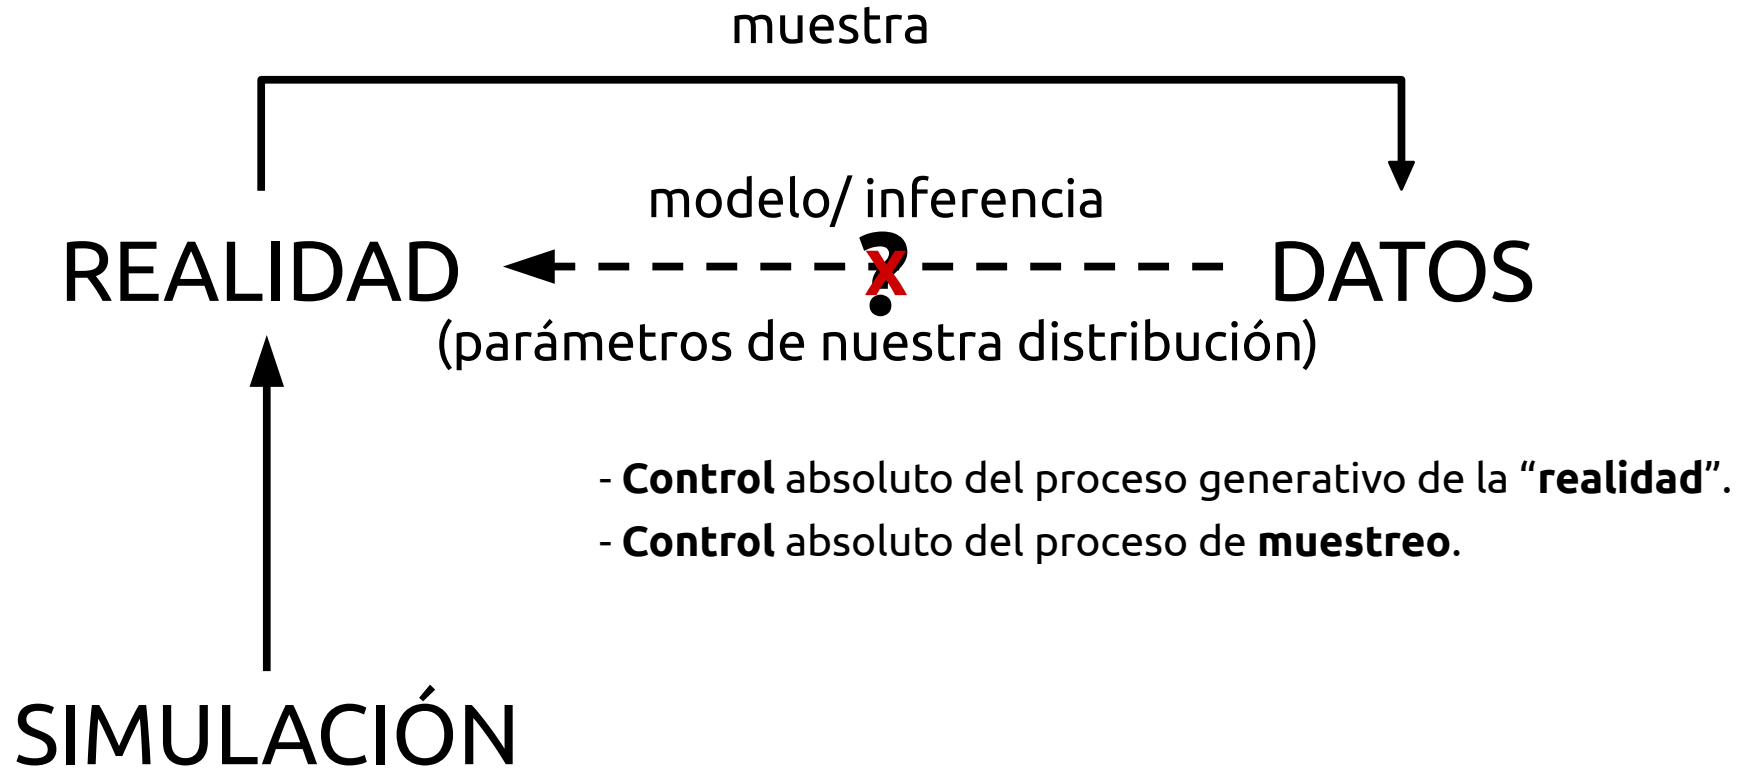 muestra
modelo/ inferencia
REALIDAD
?
X
DATOS
(parámetros de nuestra distribución)
- Control absoluto del proceso generativo de la “realidad”.
- Control absoluto del proceso de muestreo.
SIMULACIÓN